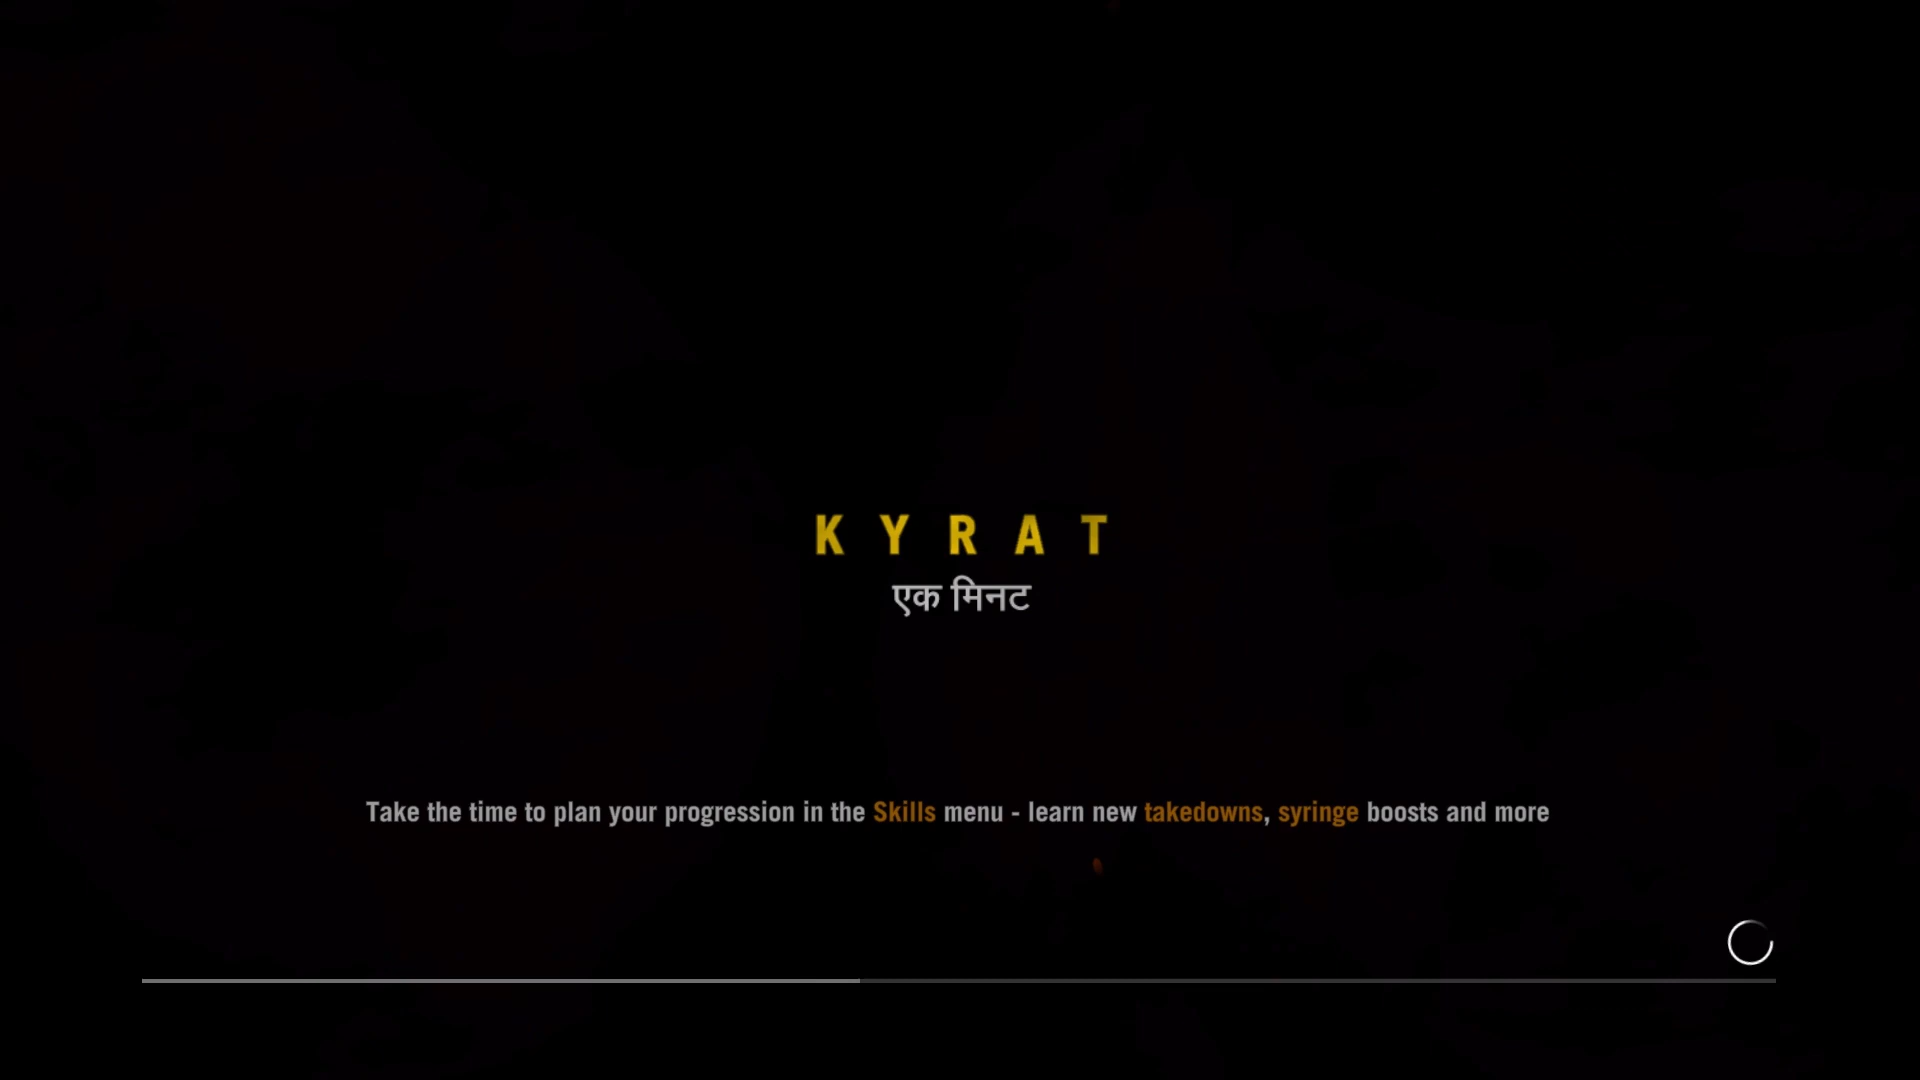 KYRAT
एक मिनट
Take the time to plan your progression in the Skills menu - learn new takedowns, syringe boosts and more